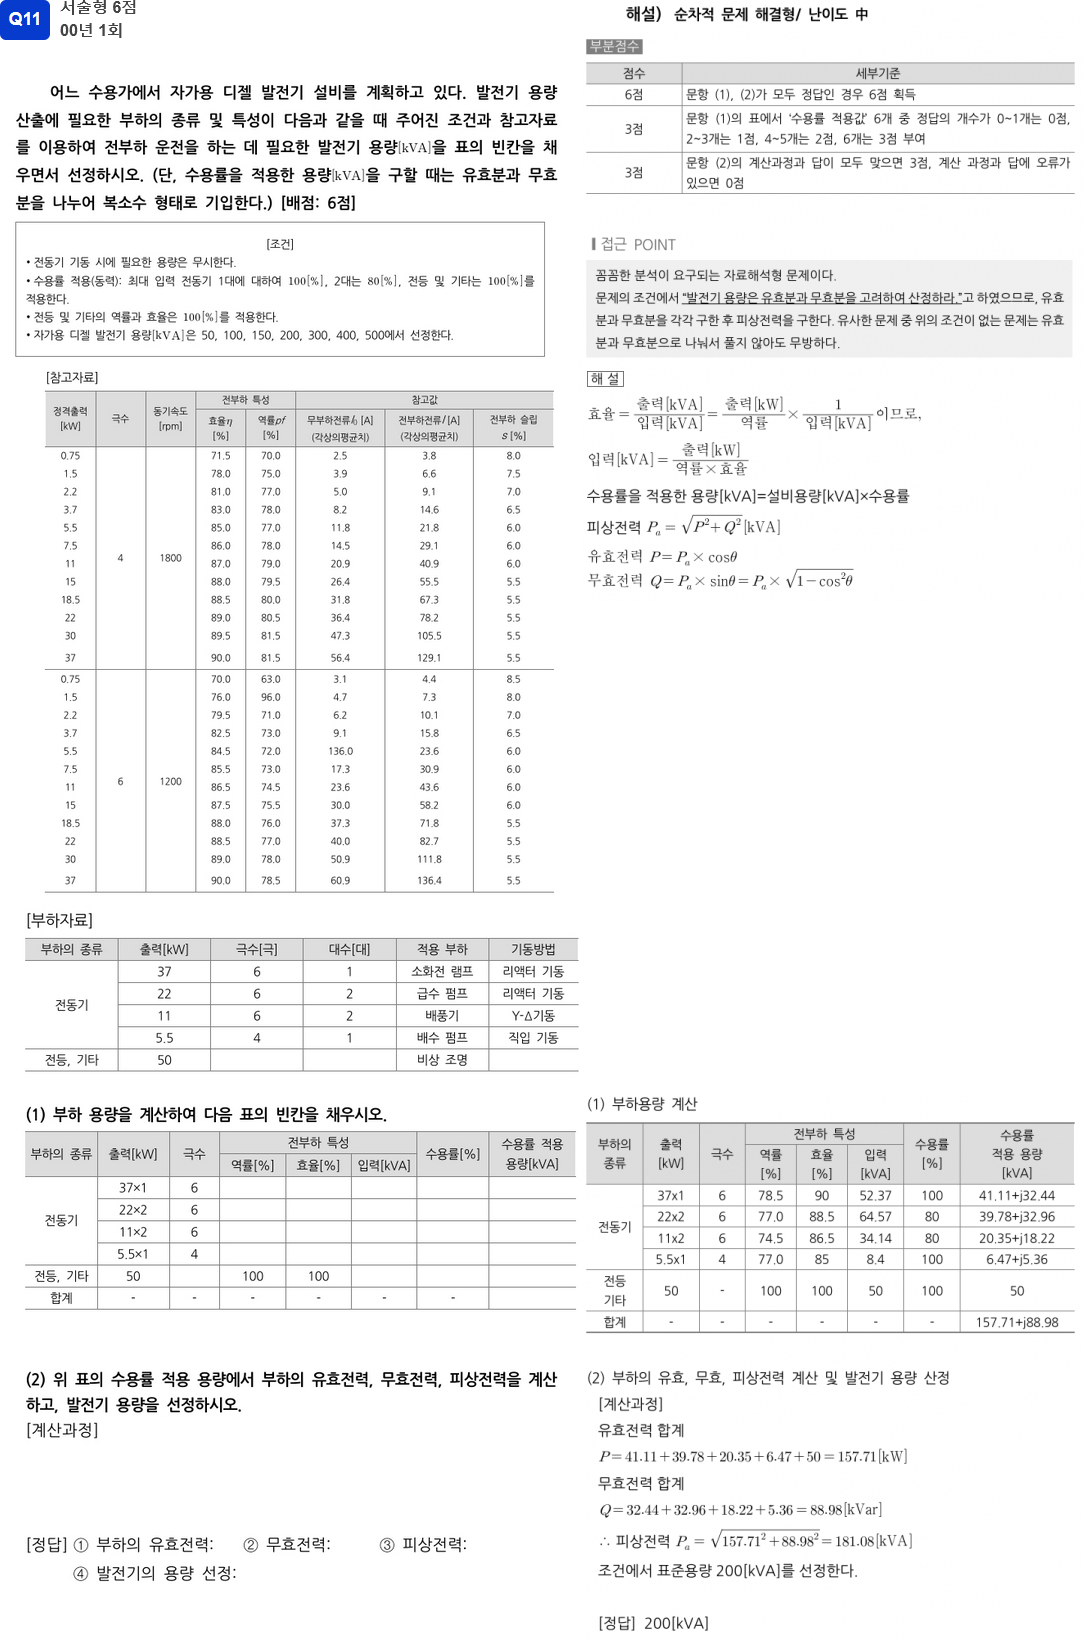 Q11 서술형 6점
00년 1회
어느 수용가에서 자가용 디젤 발전기 설비를 계획하고 있다. 발전기 용량
산출에 필요한 부하의 종류 및 특성이 다음과 같을 때 주어진 조건과 참고자료
를 이용하여 전부하 운전을 하는 데 필요한 발전기 용량[kVA]을 표의 빈칸을 채
우면서 선정하시오. (단, 수용률을 적용한 용량[kVA]을 구할 때는 유효분과 무효
분을 나누어 복소수 형태로 기입한다.) [배점: 6점]
[조건]
• 전동기 기동 시에 필요한 용량은 무시한다.
• 수용률 적용(동력): 최대 입력 전동기 1대에 대하여 100[%], 2대는 80[%], 전등 및 기타는 100[%]를
적용한다.
• 전등 및 기타의 역률과 효율은 100[%]를 적용한다.
• 자가용 디젤 발전기 용량[kVA]은 50, 100, 150, 200, 300, 400, 500에서 선정한다.
[참고자료]
정격출력 [kW] 극수 동기속도 [rpm] 전부하 특성 참고값
효율η [%] 역률pf [%] 무부하전류I₀ [A] (각상의평균치) 전부하전류I [A] (각상의평균치) 전부하 슬립 S [%]
0.75 71.5 70.0 2.5 3.8 8.0
1.5 78.0 75.0 3.9 6.6 7.5
2.2 81.0 77.0 5.0 9.1 7.0
3.7 83.0 78.0 8.2 14.6 6.5
5.5 85.0 77.0 11.8 21.8 6.0
7.5 86.0 78.0 14.5 29.1 6.0
11 4 1800 87.0 79.0 20.9 40.9 6.0
15 88.0 79.5 26.4 55.5 5.5
18.5 88.5 80.0 31.8 67.3 5.5
22 89.0 80.5 36.4 78.2 5.5
30 89.5 81.5 47.3 105.5 5.5
37 90.0 81.5 56.4 129.1 5.5
0.75 70.0 63.0 3.1 4.4 8.5
1.5 76.0 96.0 4.7 7.3 8.0
2.2 79.5 71.0 6.2 10.1 7.0
3.7 82.5 73.0 9.1 15.8 6.5
5.5 84.5 72.0 136.0 23.6 6.0
7.5 85.5 73.0 17.3 30.9 6.0
11 6 1200 86.5 74.5 23.6 43.6 6.0
15 87.5 75.5 30.0 58.2 6.0
18.5 88.0 76.0 37.3 71.8 5.5
22 88.5 77.0 40.0 82.7 5.5
30 89.0 78.0 50.9 111.8 5.5
37 90.0 78.5 60.9 136.4 5.5
[부하자료]
부하의 종류 출력[kW] 극수[극] 대수[대] 적용 부하 기동방법
37 6 1 소화전 램프 리액터 기동
전동기 22 6 2 급수 펌프 리액터 기동
11 6 2 배풍기 Y-Δ기동
5.5 4 1 배수 펌프 직입 기동
전등, 기타 50 비상 조명
(1) 부하 용량을 계산하여 다음 표의 빈칸을 채우시오.
부하의 종류 출력[kW] 극수 전부하 특성 수용률[%] 수용률 적용 용량[kVA]
역률[%] 효율[%] 입력[kVA]
37×1 6
전동기 22×2 6
11×2 6
5.5×1 4
전등, 기타 50 100 100
합계 - - - - - -
(2) 위 표의 수용률 적용 용량에서 부하의 유효전력, 무효전력, 피상전력을 계산
하고, 발전기 용량을 선정하시오.
[계산과정]
[정답] ① 부하의 유효전력: ② 무효전력: ③ 피상전력:
④ 발전기의 용량 선정:
해설) 순차적 문제 해결형/ 난이도 中
부분점수
점수 세부기준
6점 문항 (1), (2)가 모두 정답인 경우 6점 획득
3점 문항 (1)의 표에서 '수용률 적용값' 6개 중 정답의 개수가 0~1개는 0점,
2~3개는 1점, 4~5개는 2점, 6개는 3점 부여
3점 문항 (2)의 계산과정과 답이 모두 맞으면 3점, 계산 과정과 답에 오류가
있으면 0점
접근 POINT
꼼꼼한 분석이 요구되는 자료해석형 문제이다.
문제의 조건에서 "발전기 용량은 유효분과 무효분을 고려하여 산정하라."고 하였으므로, 유효
분과 무효분을 각각 구한 후 피상전력을 구한다. 유사한 문제 중 위의 조건이 없는 문제는 유효
분과 무효분으로 나눠서 풀지 않아도 무방하다.
해 설
효율 = 출력[kVA]/입력[kVA] = 출력[kW]/역률 × 1/입력[kVA] 이므로,
입력[kVA] = 출력[kW]/역률×효율
수용률을 적용한 용량[kVA]=설비용량[kVA]×수용률
피상전력 Pₐ = √P²+Q² [kVA]
유효전력 P = Pₐ × cosθ
무효전력 Q = Pₐ × sinθ = Pₐ × √1−cos²θ
(1) 부하용량 계산
부하의 종류 출력 [kW] 극수 전부하 특성 수용률 [%] 수용률 적용 용량 [kVA]
역률 [%] 효율 [%] 입력 [kVA]
37x1 6 78.5 90 52.37 100 41.11+j32.44
전동기 22x2 6 77.0 88.5 64.57 80 39.78+j32.96
11x2 6 74.5 86.5 34.14 80 20.35+j18.22
5.5x1 4 77.0 85 8.4 100 6.47+j5.36
전등 기타 50 - 100 100 50 100 50
합계 - - - - - - 157.71+j88.98
(2) 부하의 유효, 무효, 피상전력 계산 및 발전기 용량 산정
[계산과정]
유효전력 합계
P = 41.11+39.78+20.35+6.47+50 = 157.71[kW]
무효전력 합계
Q = 32.44+32.96+18.22+5.36 = 88.98[kVar]
∴ 피상전력 Pₐ = √157.71²+88.98² = 181.08[kVA]
조건에서 표준용량 200[kVA]를 선정한다.
[정답] 200[kVA]